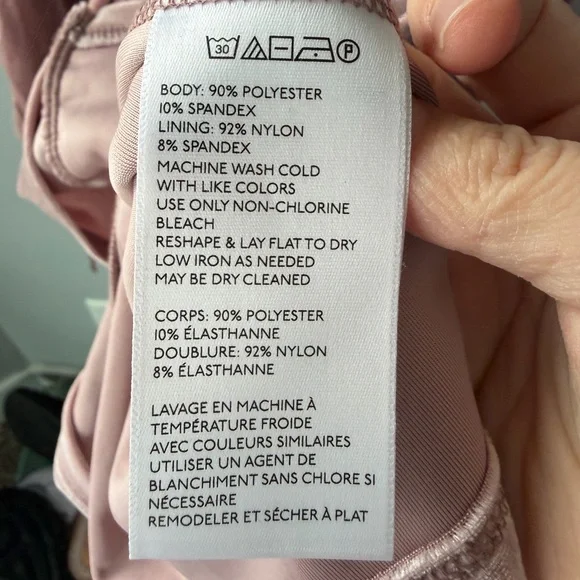 30 P
BODY: 90% POLYESTER
10% SPANDEX
LINING: 92% NYLON
8% SPANDEX
MACHINE WASH COLD
WITH LIKE COLORS
USE ONLY NON-CHLORINE
BLEACH
RESHAPE & LAY FLAT TO DRY
LOW IRON AS NEEDED
MAY BE DRY CLEANED
CORPS: 90% POLYESTER
10% ÉLASTHANNE
DOUBLURE: 92% NYLON
8% ÉLASTHANNE
LAVAGE EN MACHINE À
TEMPÉRATURE FROIDE
AVEC COULEURS SIMILAIRES
UTILISER UN AGENT DE
BLANCHIMENT SANS CHLORE SI
NÉCESSAIRE
REMODELER ET SÉCHER À PLAT